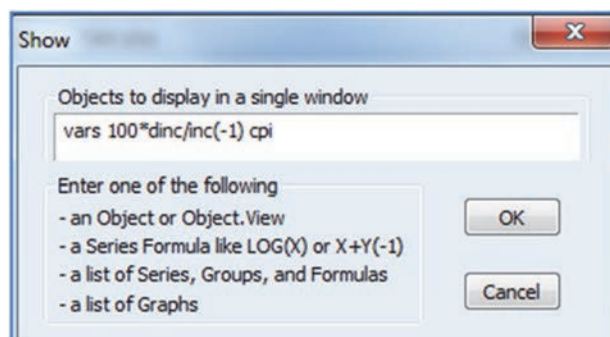 Show
Objects to display in a single window
vars 100*dinc/inc(-1) cpi
Enter one of the following
- an Object or Object.View
- a Series Formula like LOG(X) or X+Y(-1)
- a list of Series, Groups, and Formulas
- a list of Graphs
OK
Cancel